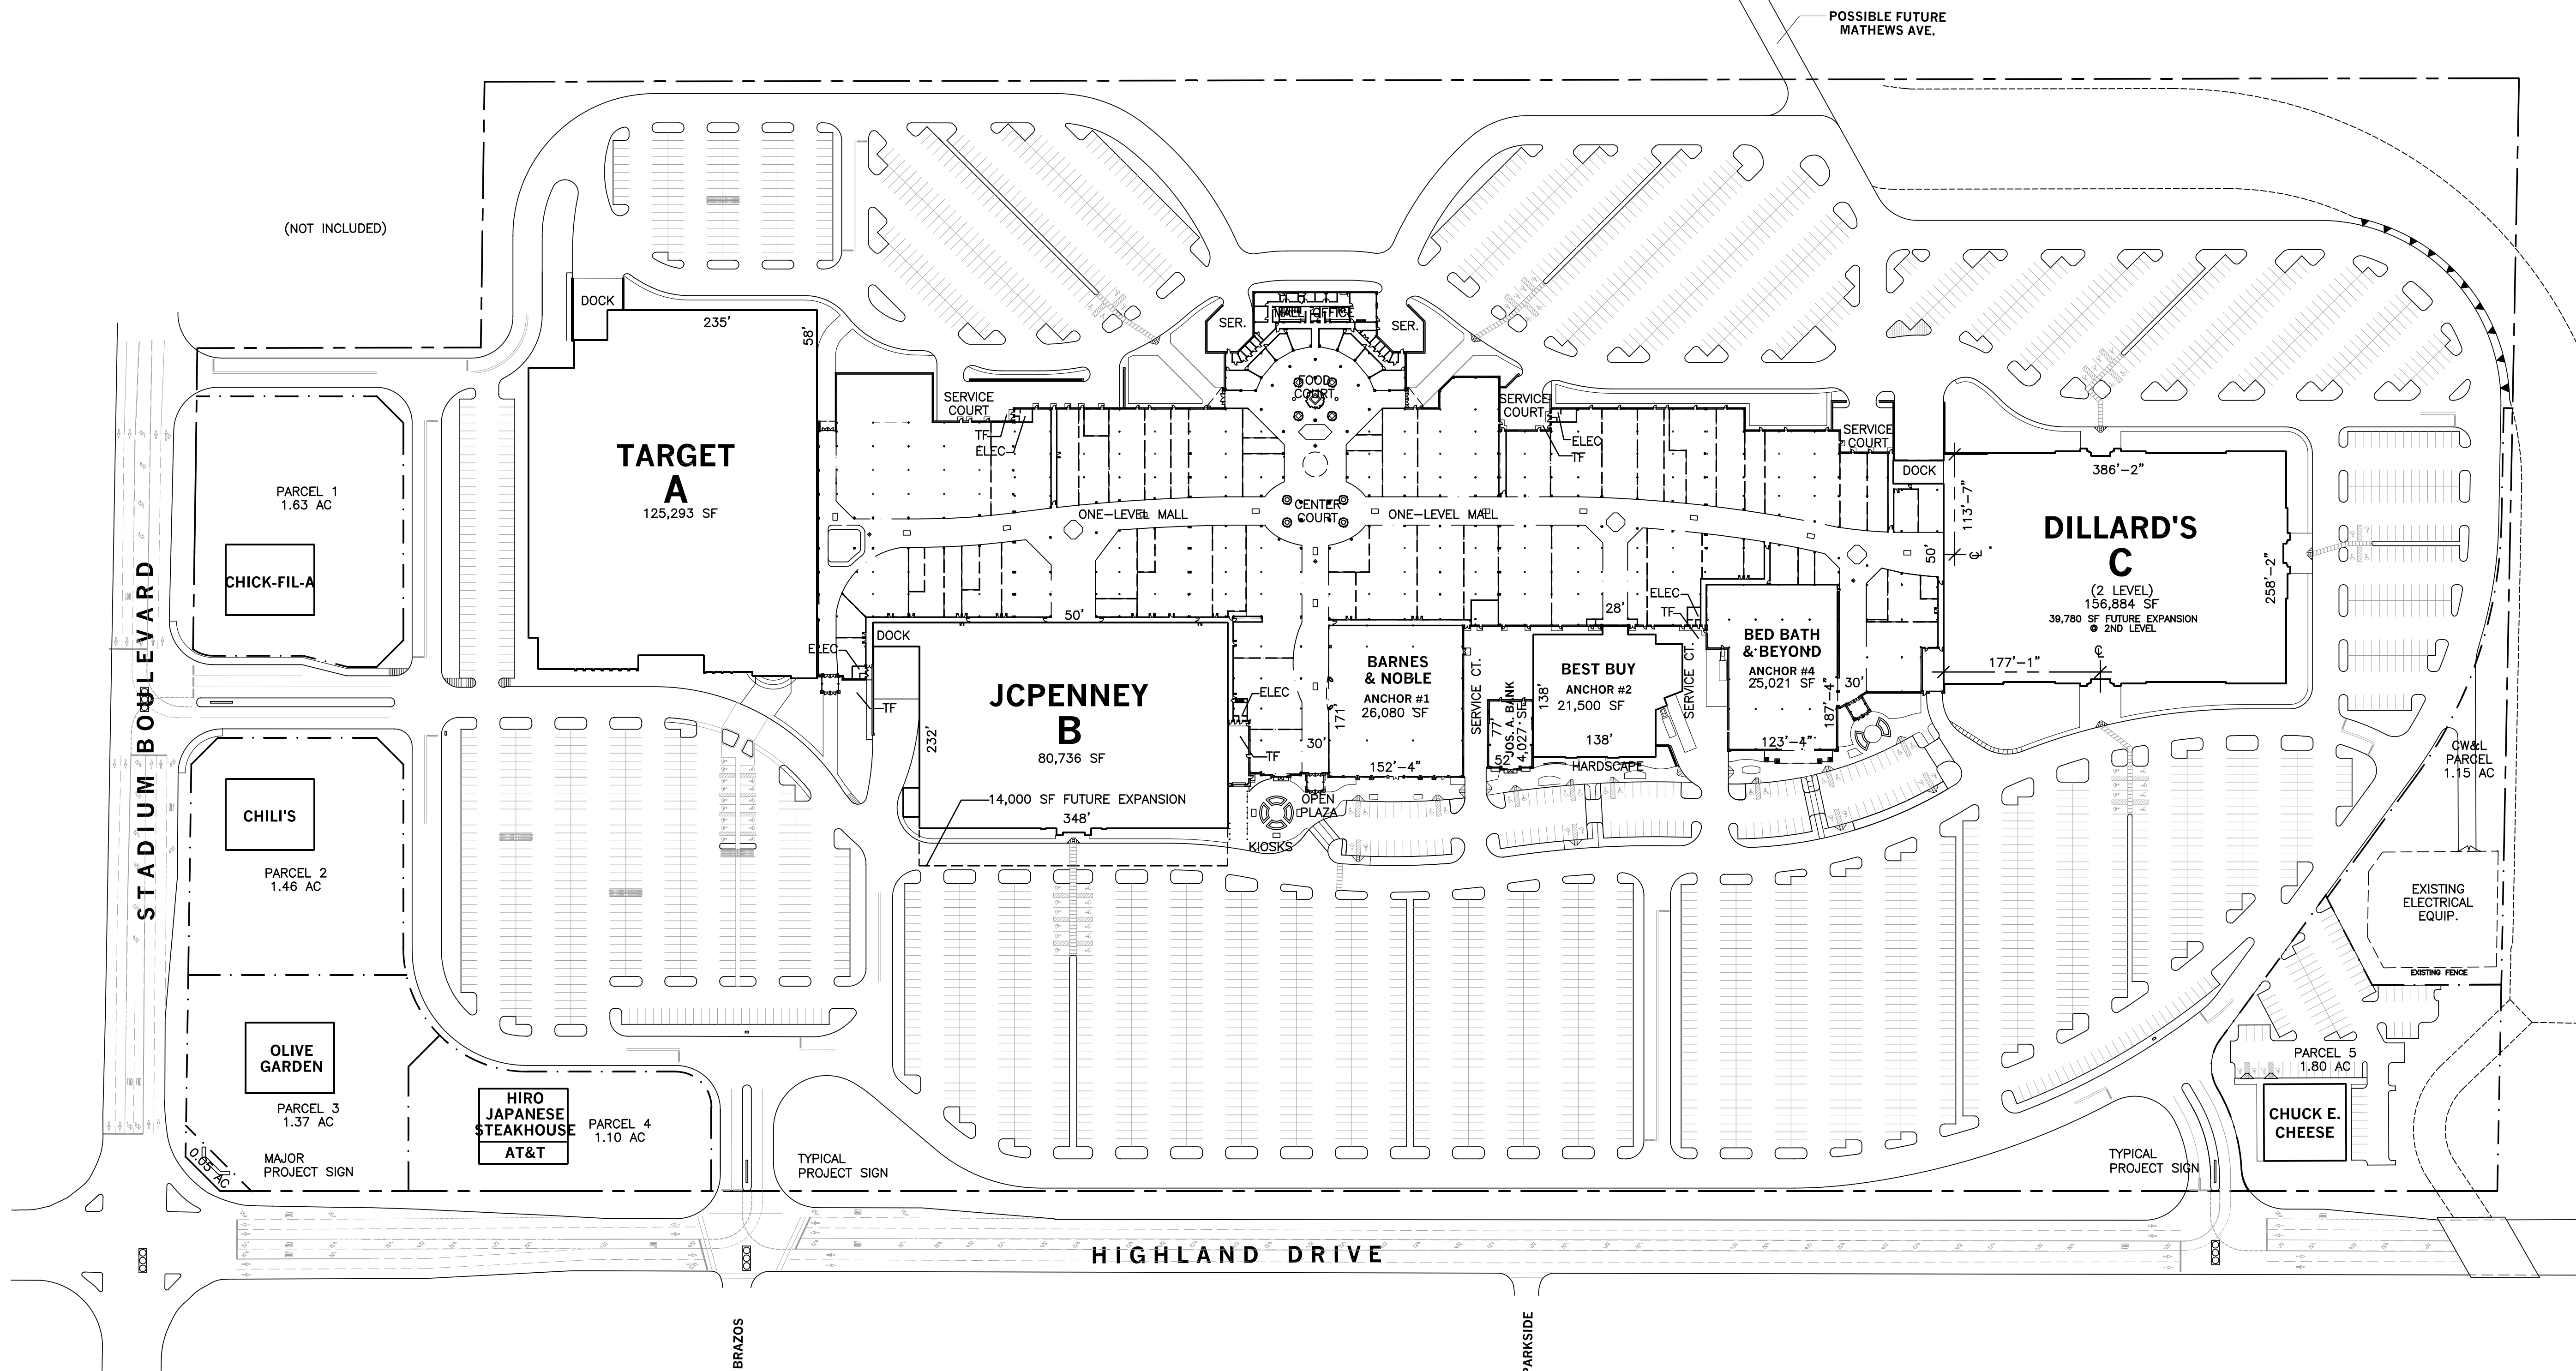 POSSIBLE FUTURE
MATHEWS AVE.
(NOT INCLUDED)
DOCK
235’
58’
SER.
MALL OFFICE
SER.
FOOD
COURT
SERVICE
COURT
TF
ELEC
SERVICE
COURT
ELEC
TF
SERVICE
COURT
DOCK
TARGET
A
125,293 SF
PARCEL 1
1.63 AC
CHICK-FIL-A
ONE-LEVEL MALL
CENTER
COURT
ONE-LEVEL MALL
386’-2”
113’-7”
50’
℄
DILLARD'S
C
(2 LEVEL)
156,884 SF
39,780 SF FUTURE EXPANSION
@ 2ND LEVEL
258’-2”
℄
177’-1”
STADIUM BOULEVARD
50’
DOCK
ELEC
TF
JCPENNEY
B
80,736 SF
232’
14,000 SF FUTURE EXPANSION
348’
ELEC
TF
30’
OPEN
PLAZA
KIOSKS
BARNES
& NOBLE
ANCHOR #1
26,080 SF
171’
152’-4”
SERVICE CT.
JOS. A. BANK
4,027 SF
77’
52’
28’
BEST BUY
ANCHOR #2
21,500 SF
138’
138’
HARDSCAPE
SERVICE CT.
ELEC
TF
BED BATH
& BEYOND
ANCHOR #4
25,021 SF
187’-4”
123’-4”
30’
CW&L
PARCEL
1.15 AC
EXISTING
ELECTRICAL
EQUIP.
EXISTING FENCE
CHILI'S
PARCEL 2
1.46 AC
OLIVE
GARDEN
PARCEL 3
1.37 AC
0.05 AC
MAJOR
PROJECT SIGN
HIRO
JAPANESE
STEAKHOUSE
AT&T
PARCEL 4
1.10 AC
TYPICAL
PROJECT SIGN
TYPICAL
PROJECT SIGN
PARCEL 5
1.80 AC
CHUCK E.
CHEESE
HIGHLAND DRIVE
BRAZOS
PARKSIDE